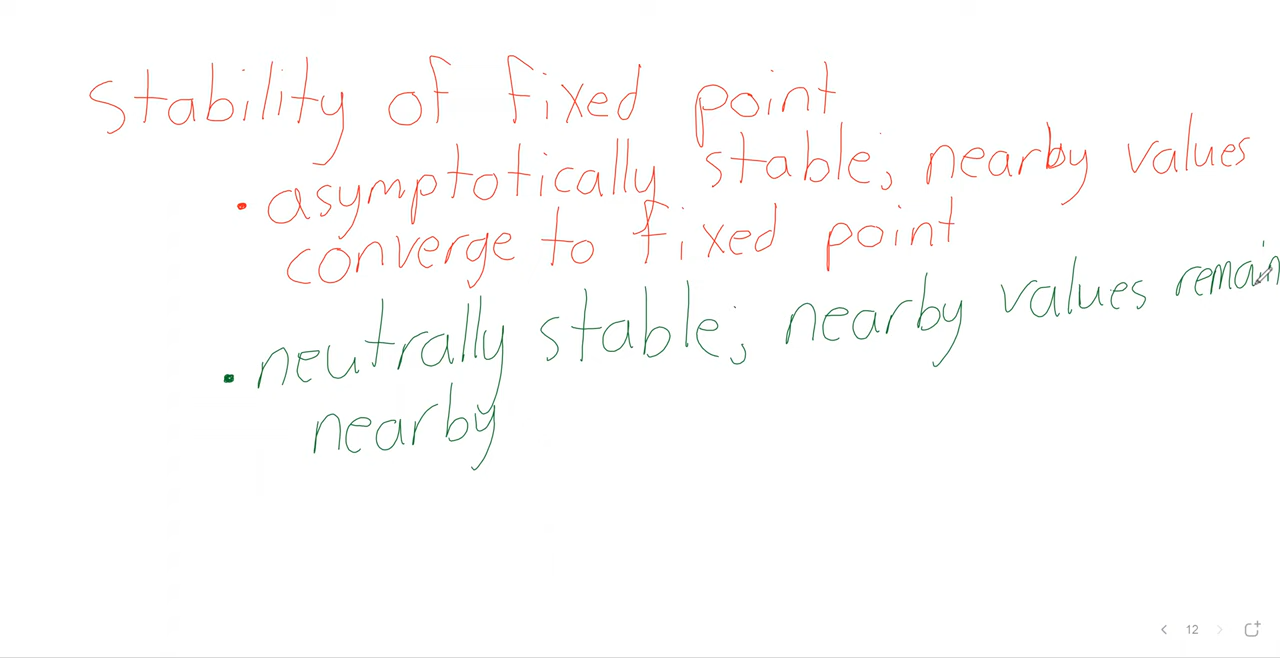 Stability of fixed point
• asymptotically stable; nearby values
converge to fixed point
• neutrally stable; nearby values remain
nearby
12